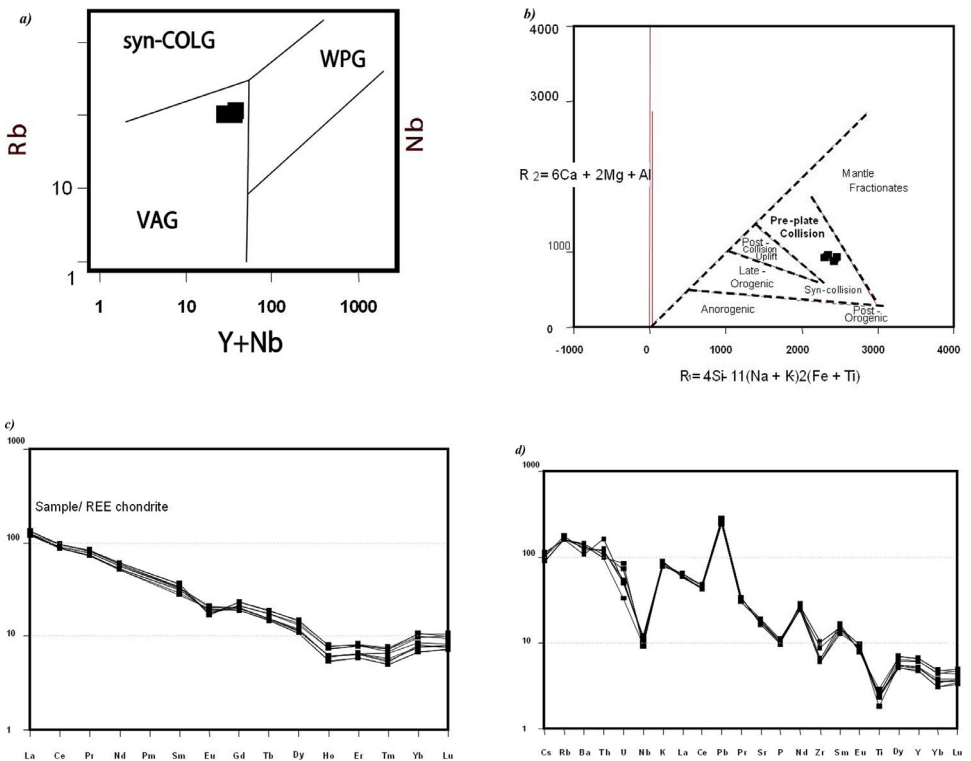 a)
syn-COLG
WPG
VAG
Rb
Nb
10
1
1
10
100
1000
Y+Nb
b)
4000
3000
1000
0
R 2= 6Ca + 2Mg + Al
Mantle
Fractionates
Pre-plate
Collision
Post -
Collision
Uplift
Late -
Orogenic
Syn-collision
Anorogenic
Post -
Orogenic
-1000
0
1000
2000
3000
4000
R1= 4Si- 11(Na + K)2(Fe + Ti)
c)
1000
100
10
1
Sample/ REE chondrite
La Ce Pr Nd Pm Sm Eu Gd Tb Dy Ho Er Tm Yb Lu
d)
1000
100
10
1
Cs Rb Ba Th U Nb K La Ce Pb Pr Sr P Nd Zr Sm Eu Ti Dy Y Yb Lu